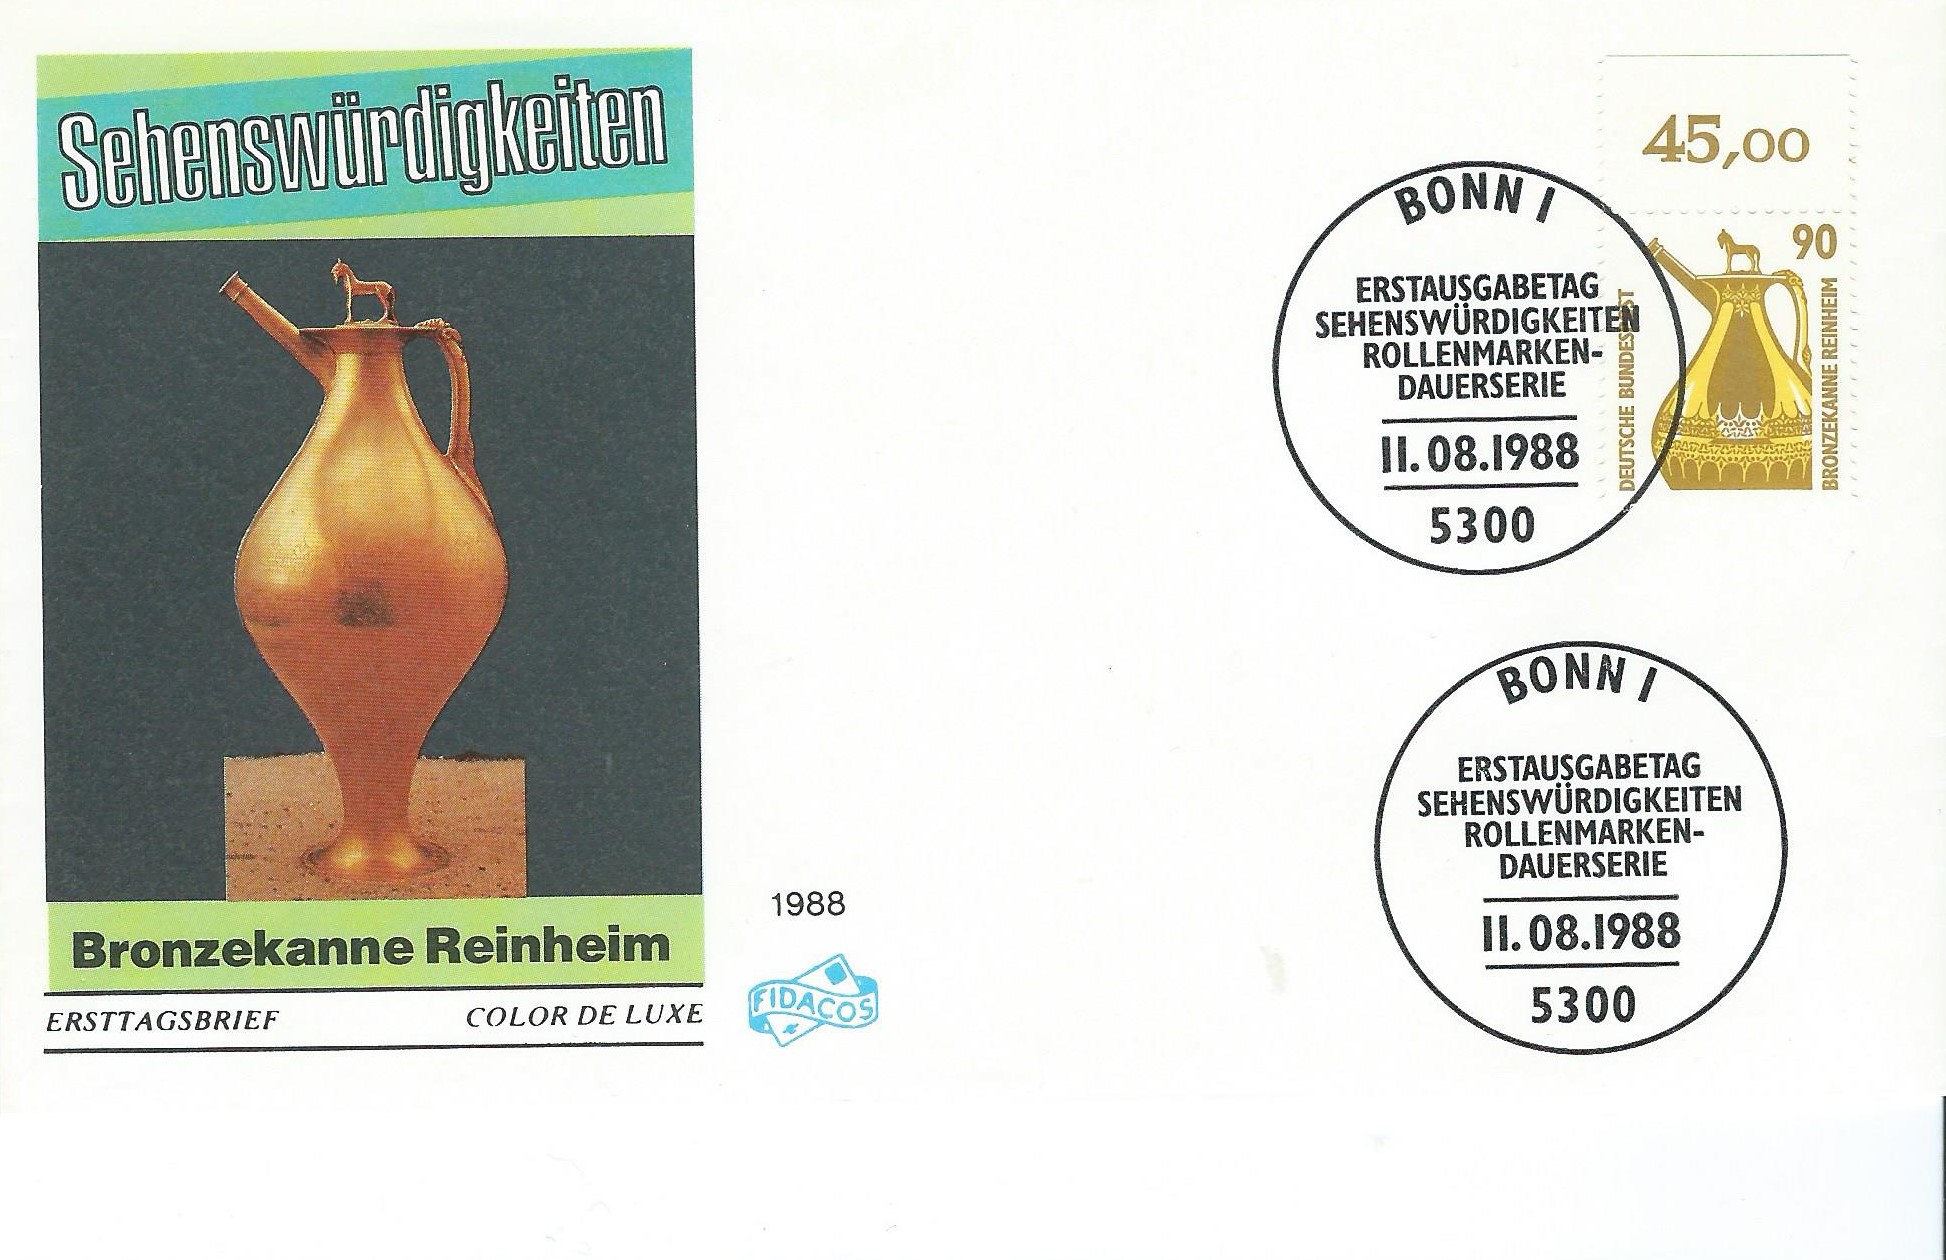 Sehenswürdigkeiten
Bronzekanne Reinheim
ERSTTAGSBRIEF COLOR DE LUXE
1988
FIDACOS
45,00
90
DEUTSCHE BUNDESPOST
BRONZEKANNE REINHEIM
BONN 1
ERSTAUSGABETAG
SEHENSWÜRDIGKEITEN
ROLLENMARKEN-
DAUERSERIE
11.08.1988
5300
BONN 1
ERSTAUSGABETAG
SEHENSWÜRDIGKEITEN
ROLLENMARKEN-
DAUERSERIE
11.08.1988
5300